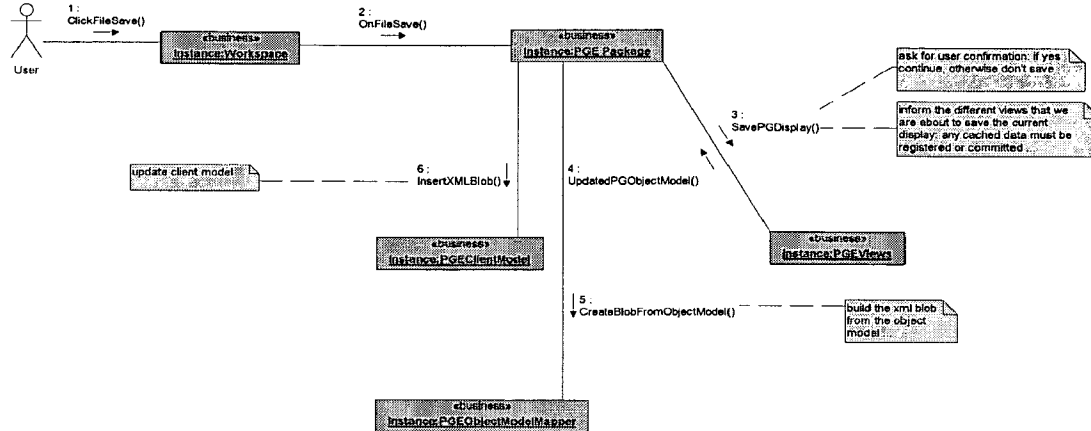 1 :
ClickFileSave()
2 :
OnFileSave()
User
«business»
Instance:Workspace
«business»
Instance:PGE Package
ask for user confirmation: if yes
continue, otherwise don't save
inform the different views that we
are about to save the current
display: any cached data must be
registered or committed ...
3 :
SavePGDisplay()
update client model
6 :
InsertXMLBlob()
4 :
UpdatedPGObjectModel()
«business»
Instance:PGEClientModel
«business»
Instance:PGEViews
5 :
CreateBlobFromObjectModel()
build the xml blob
from the object
model ...
«business»
Instance:PGEObjectModelMapper